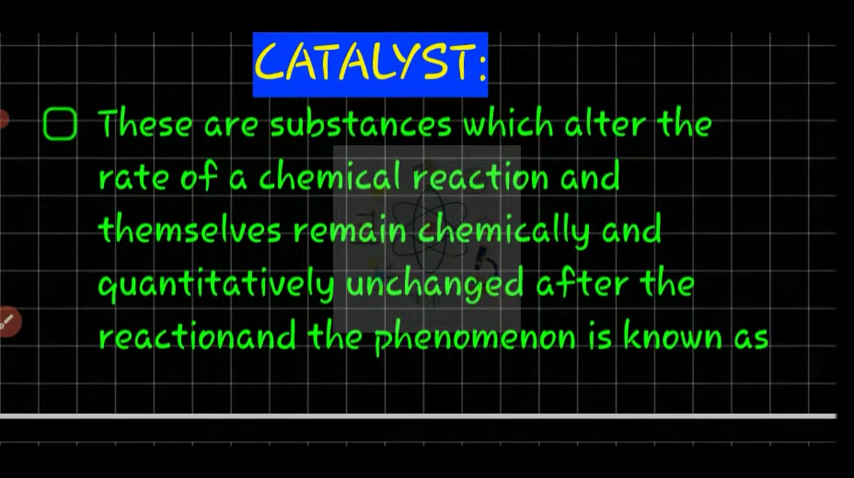 CATALYST:
These are substances which alter the
rate of a chemical reaction and
themselves remain chemically and
quantitatively unchanged after the
reactionand the phenomenon is known as